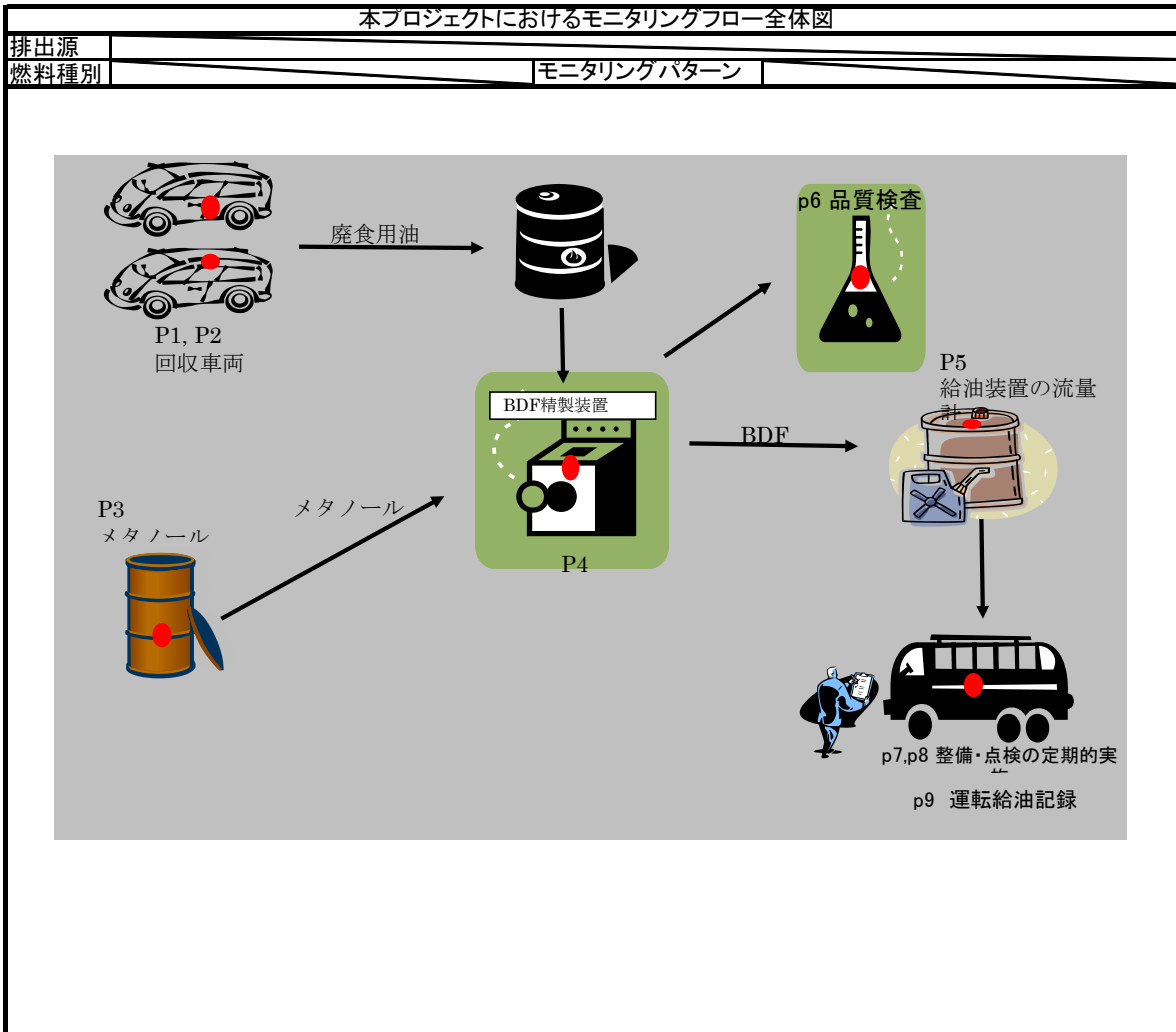 本プロジェクトにおけるモニタリングフロー全体図
排出源
燃料種別
モニタリングパターン
廃食用油
p6 品質検査
P1, P2
回収車両
P5
給油装置の流量
計
BDF精製装置
BDF
P3
メタノール
メタノール
P4
p7,p8 整備・点検の定期的実
p9 運転給油記録